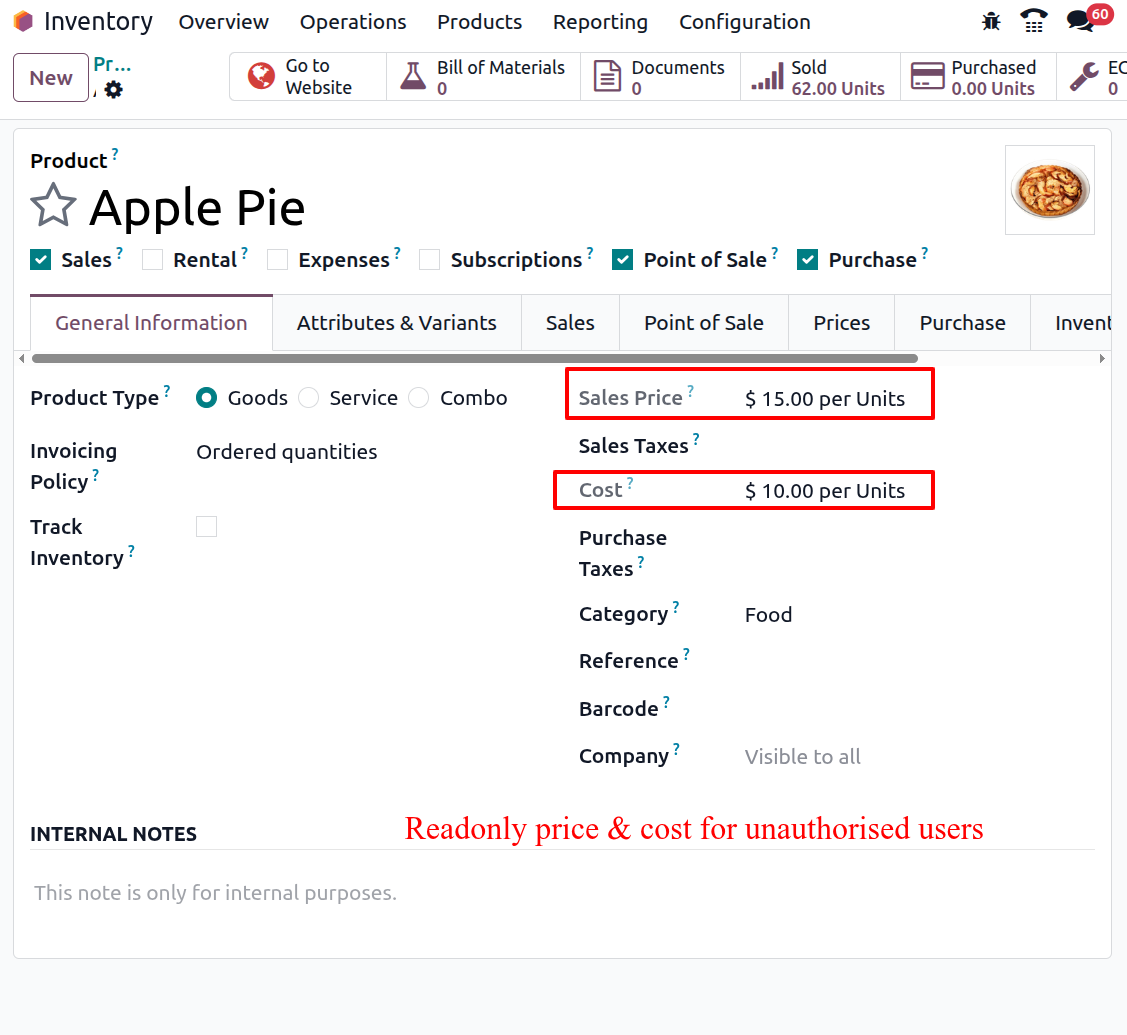 Inventory Overview Operations Products Reporting Configuration 60
New Pr...
Go to Website
Bill of Materials 0
Documents 0
Sold 62.00 Units
Purchased 0.00 Units
EC 0
Product ?
Apple Pie
Sales ? Rental ? Expenses ? Subscriptions ? Point of Sale ? Purchase ?
General Information Attributes & Variants Sales Point of Sale Prices Purchase Invent
Product Type ? Goods Service Combo
Invoicing Policy ? Ordered quantities
Track Inventory ?
Sales Price ? $ 15.00 per Units
Sales Taxes ?
Cost ? $ 10.00 per Units
Purchase Taxes ?
Category ? Food
Reference ?
Barcode ?
Company ? Visible to all
INTERNAL NOTES
Readonly price & cost for unauthorised users
This note is only for internal purposes.